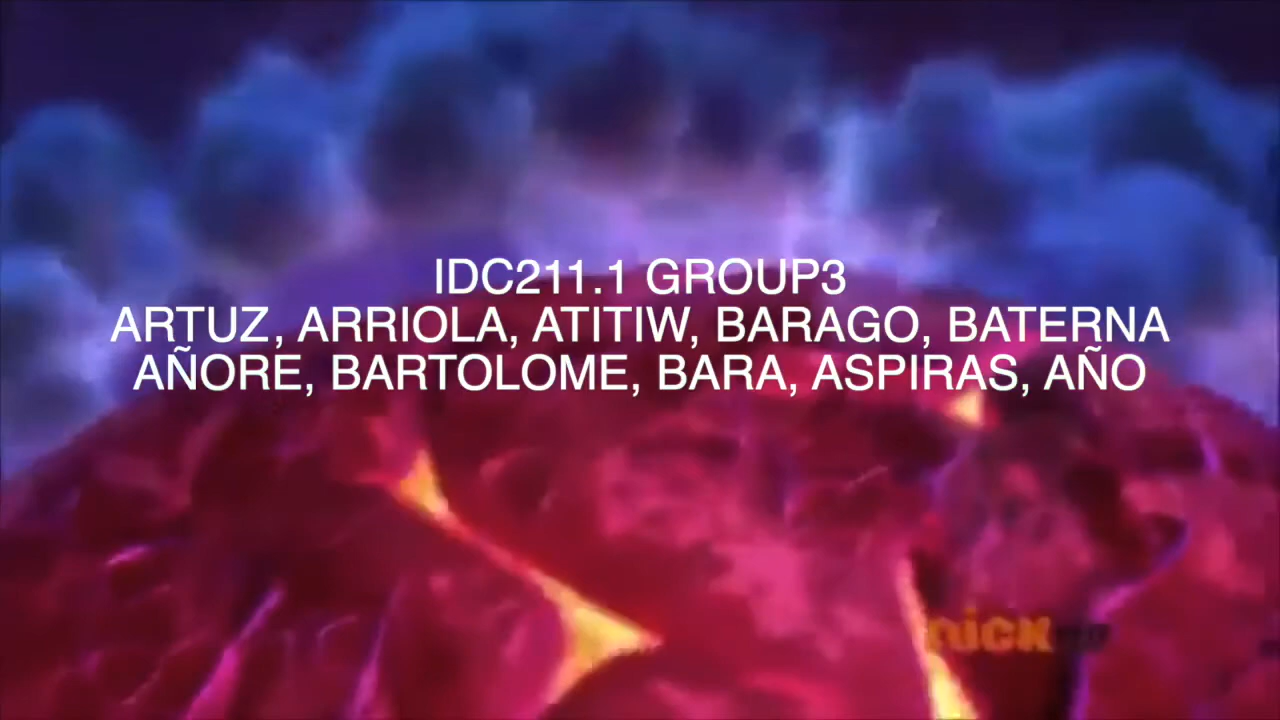 IDC211.1 GROUP3
ARTUZ, ARRIOLA, ATITIW, BARAGO, BATERNA
AÑORE, BARTOLOME, BARA, ASPIRAS, AÑO
nick